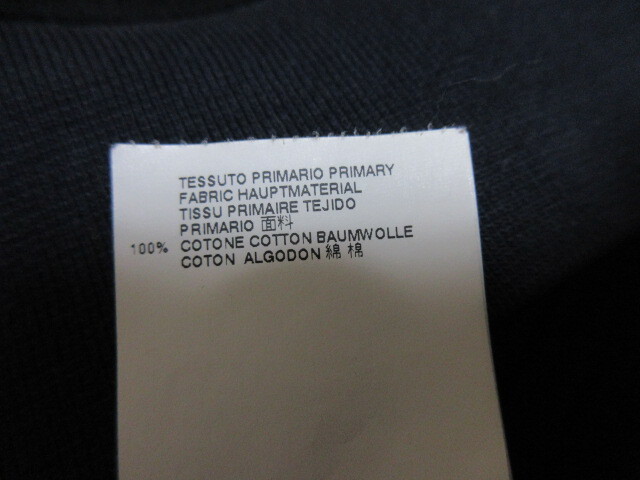 TESSUTO PRIMARIO PRIMARY
FABRIC HAUPTMATERIAL
TISSU PRIMAIRE TEJIDO
PRIMARIO 面料
100% COTONE COTTON BAUMWOLLE
COTON ALGODON 綿 棉